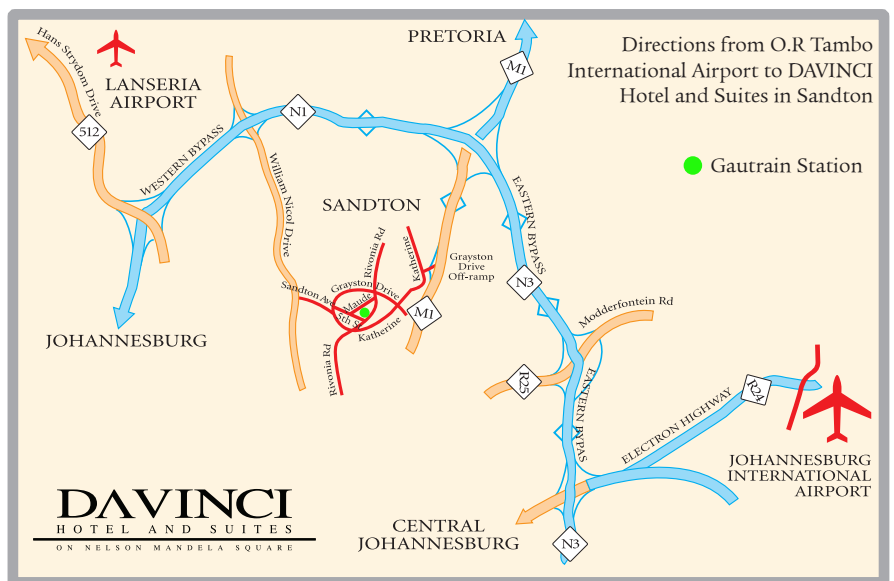 Hans Strydom Drive
LANSERIA
AIRPORT
512
WESTERN BYPASS
N1
PRETORIA
M1
Directions from O.R Tambo
International Airport to DAVINCI
Hotel and Suites in Sandton
Gautrain Station
William Nicol Drive
SANDTON
EASTERN BYPASS
Rivonia Rd
Katherine
Grayston
Drive
Off-ramp
Sandton Ave
Grayston Drive
Maude
5th St
Katherine
M1
N3
Modderfontein Rd
JOHANNESBURG
Rivonia Rd
R25
EASTERN BYPAS
ELECTRON HIGHWAY
R24
JOHANNESBURG
INTERNATIONAL
AIRPORT
DAVINCI
HOTEL AND SUITES
ON NELSON MANDELA SQUARE
CENTRAL
JOHANNESBURG
N3